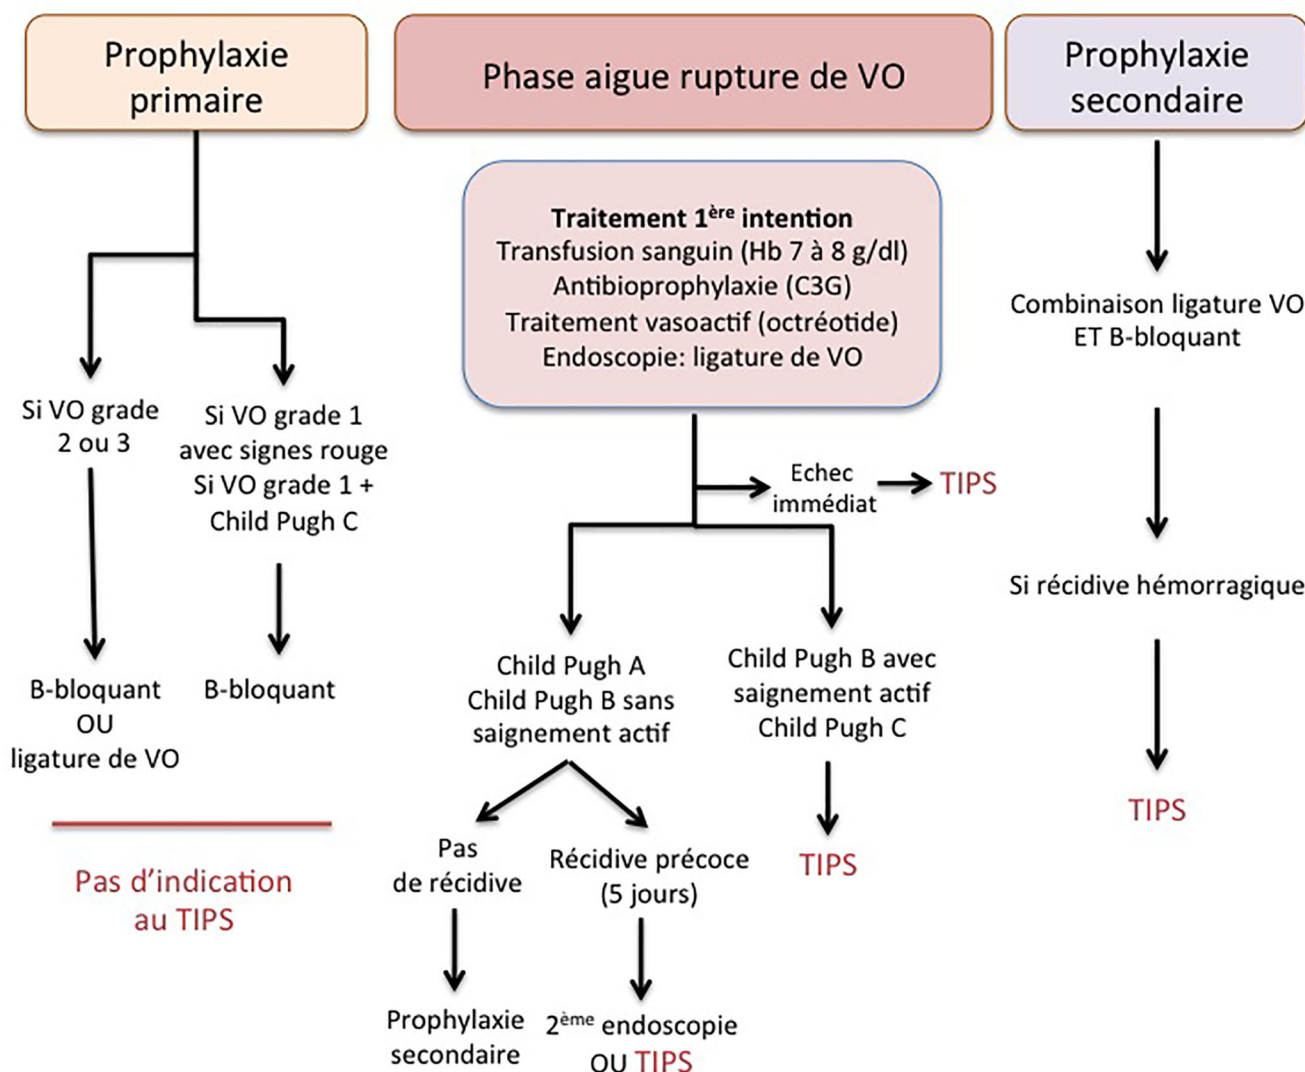 Prophylaxie
primaire
Si VO grade
2 ou 3
B-bloquant
OU
ligature de VO
Si VO grade 1
avec signes rouge
Si VO grade 1 +
Child Pugh C
B-bloquant
Pas d’indication
au TIPS
Phase aigue rupture de VO
Traitement 1ère intention
Transfusion sanguin (Hb 7 à 8 g/dl)
Antibioprophylaxie (C3G)
Traitement vasoactif (octréotide)
Endoscopie: ligature de VO
Echec
immédiat
TIPS
Child Pugh A
Child Pugh B sans
saignement actif
Pas
de récidive
Prophylaxie
secondaire
Récidive précoce
(5 jours)
2ème endoscopie
OU TIPS
Child Pugh B avec
saignement actif
Child Pugh C
TIPS
Prophylaxie
secondaire
Combinaison ligature VO
ET B-bloquant
Si récidive hémorragique
TIPS